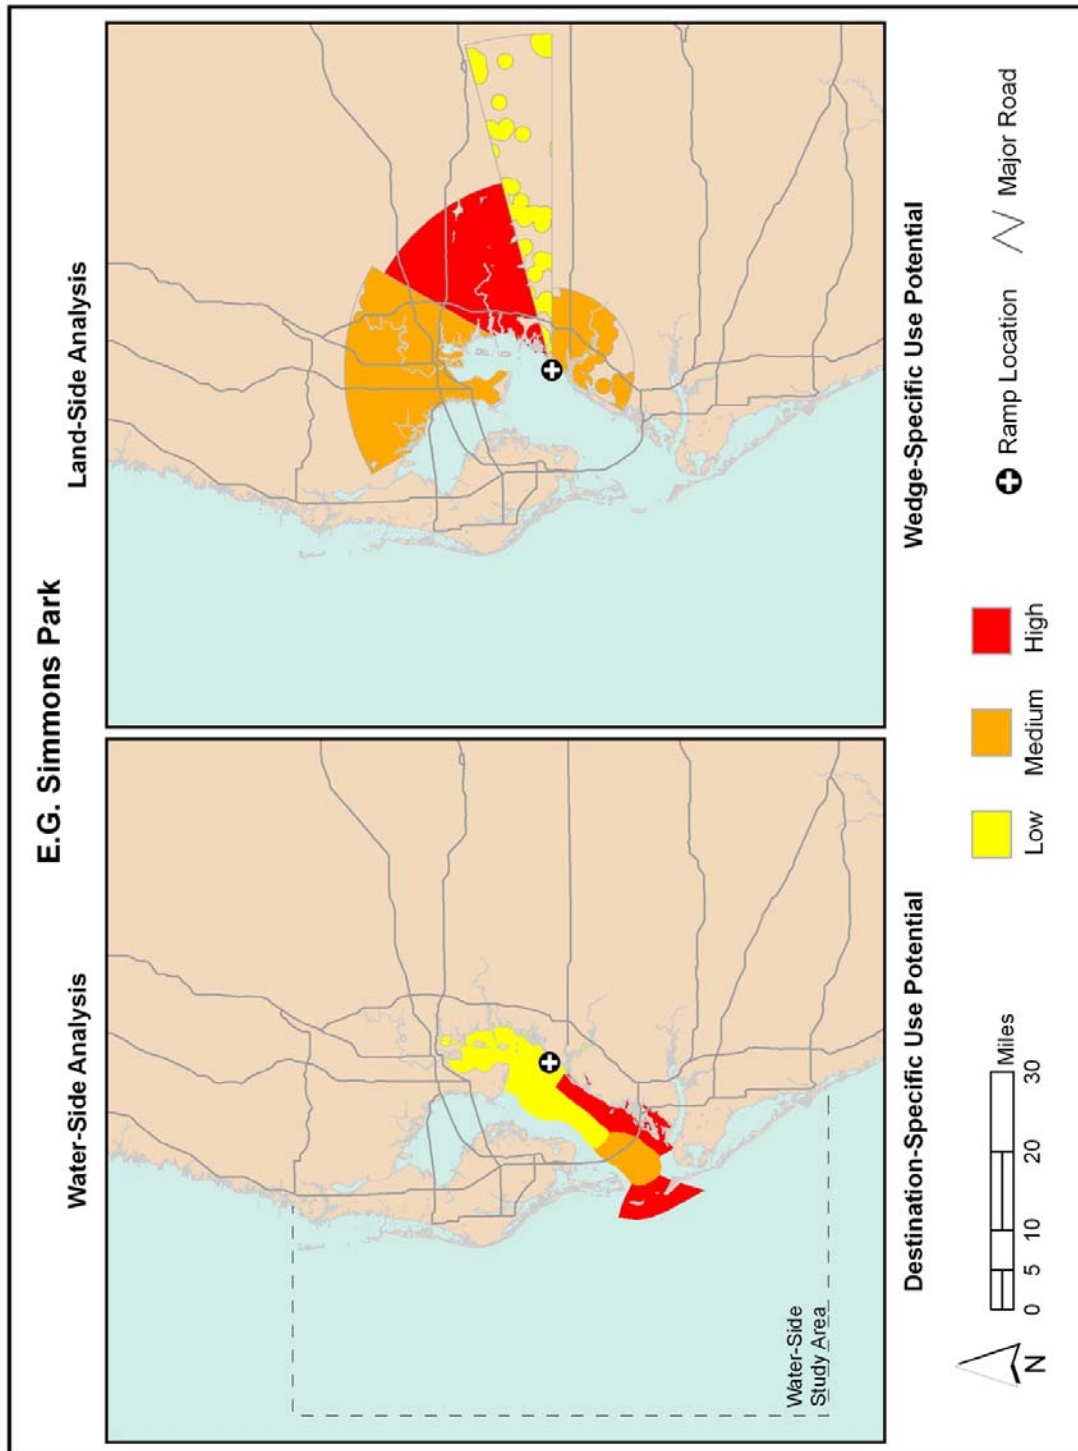 E.G. Simmons Park
Water-Side Analysis
Land-Side Analysis
Water-Side
Study Area
Destination-Specific Use Potential
Wedge-Specific Use Potential
N
0 5 10 20 30
Miles
Low
Medium
High
Ramp Location
Major Road